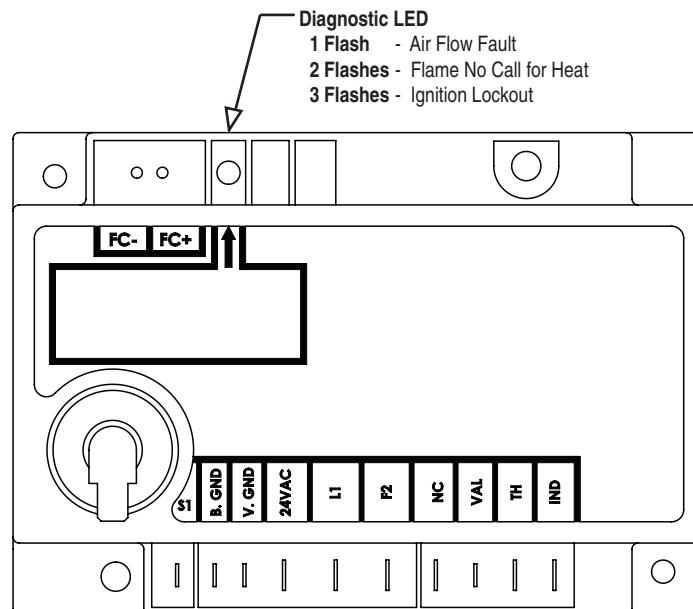 Diagnostic LED
1 Flash - Air Flow Fault
2 Flashes - Flame No Call for Heat
3 Flashes - Ignition Lockout
FC- FC+
S1 B. GND V. GND 24VAC L1 F2 NC VAL TH IND